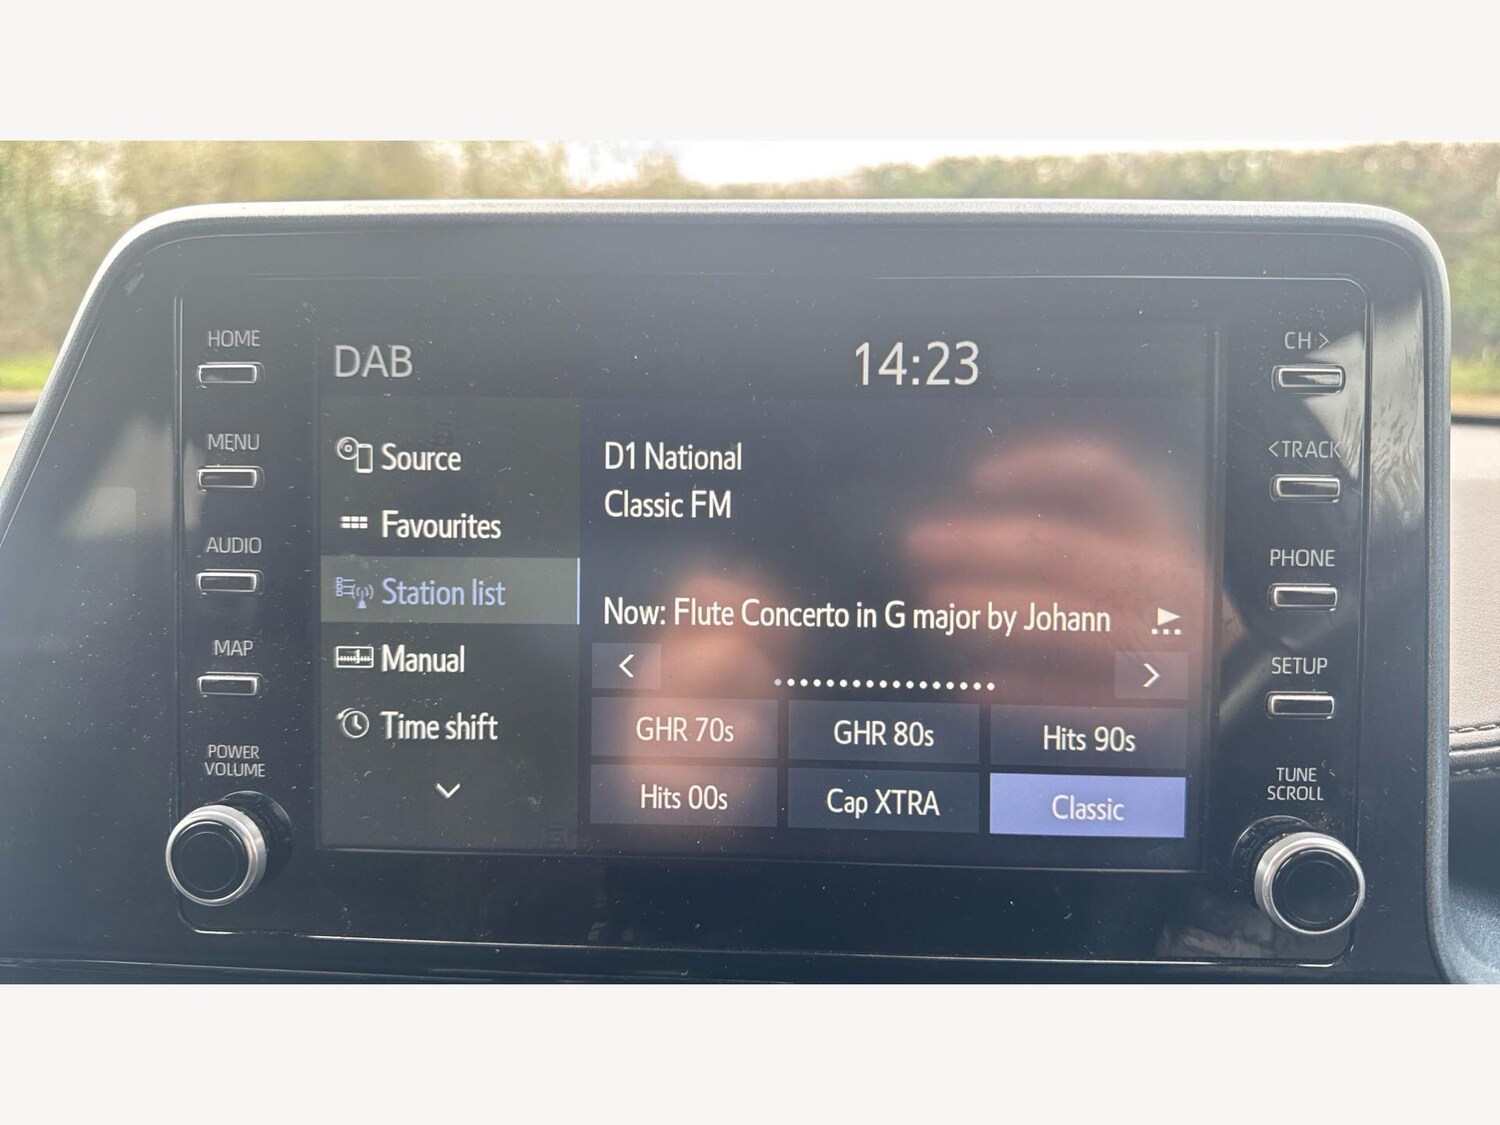 HOME
MENU
AUDIO
MAP
POWER
VOLUME
DAB
14:23
Source
Favourites
Station list
Manual
Time shift
D1 National
Classic FM
Now: Flute Concerto in G major by Johann
GHR 70s
GHR 80s
Hits 90s
Hits 00s
Cap XTRA
Classic
CH >
< TRACK
PHONE
SETUP
TUNE
SCROLL